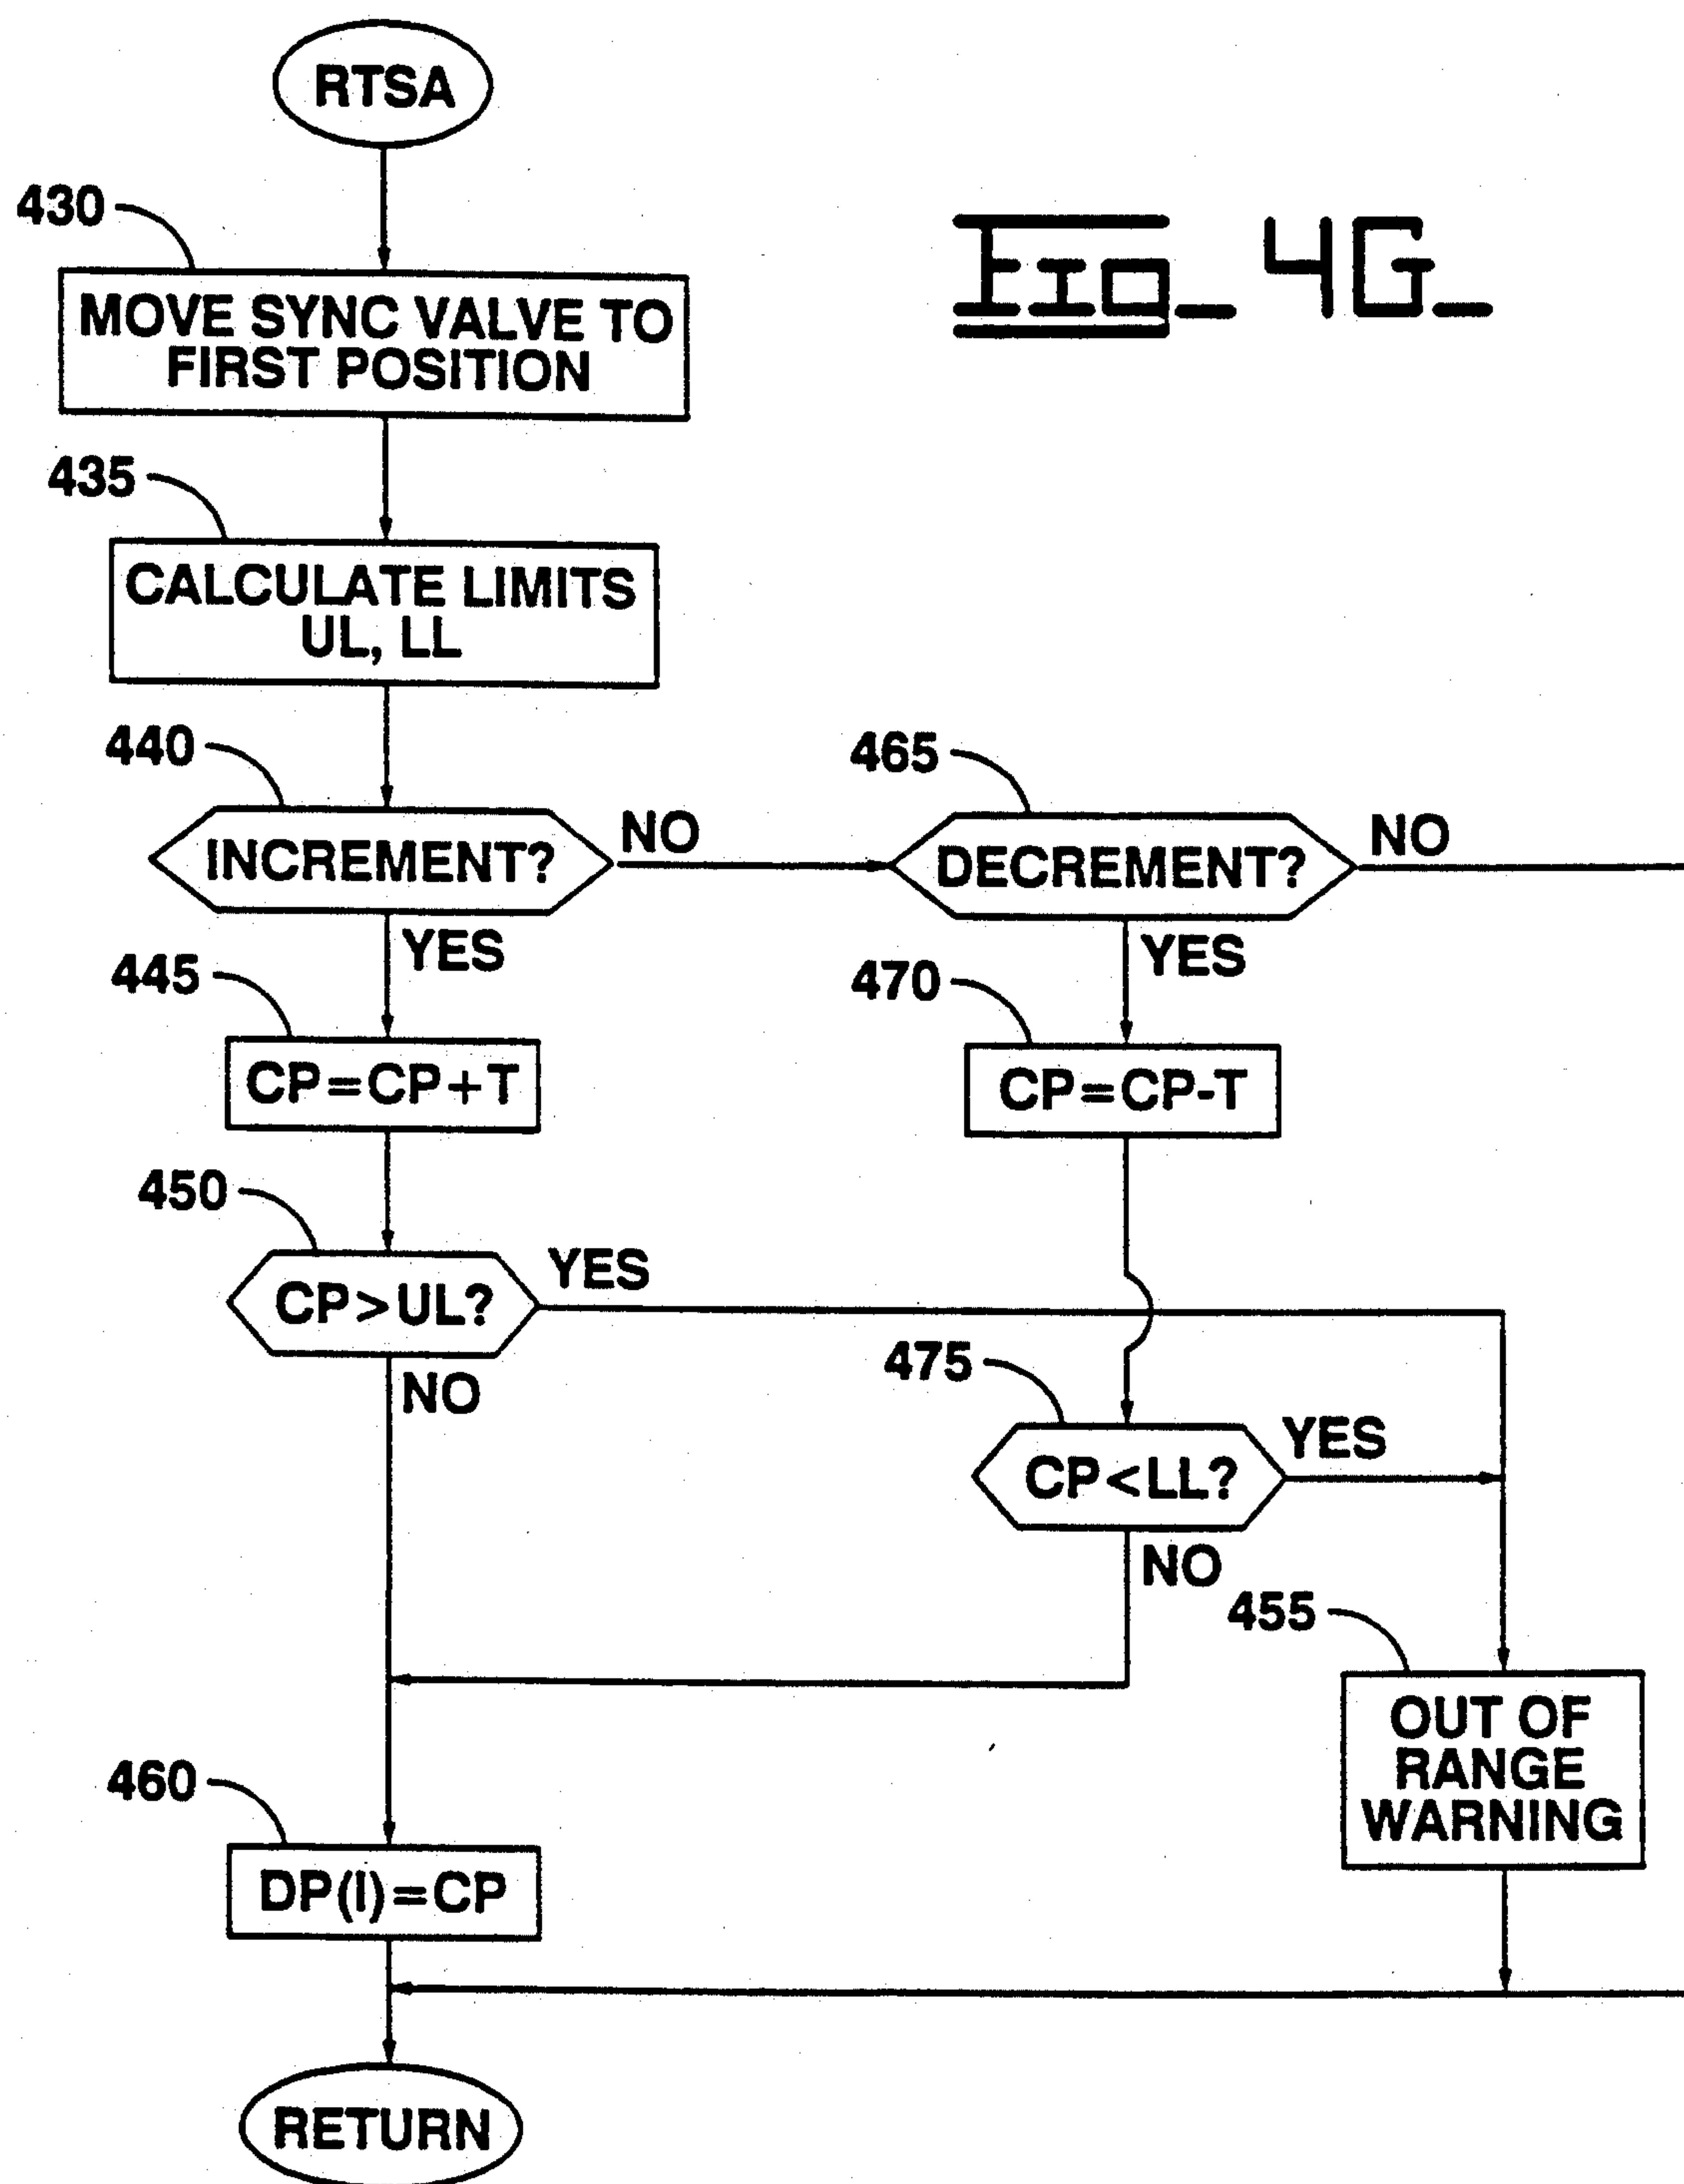 RTSA
Fig_ 4G_
430
MOVE SYNC VALVE TO
FIRST POSITION
435
CALCULATE LIMITS
UL, LL
440
INCREMENT?
NO
465
DECREMENT?
NO
YES
YES
445
CP=CP+T
470
CP=CP-T
450
CP>UL?
YES
NO
475
CP<LL?
YES
NO
455
OUT OF
RANGE
WARNING
460
DP(I)=CP
RETURN